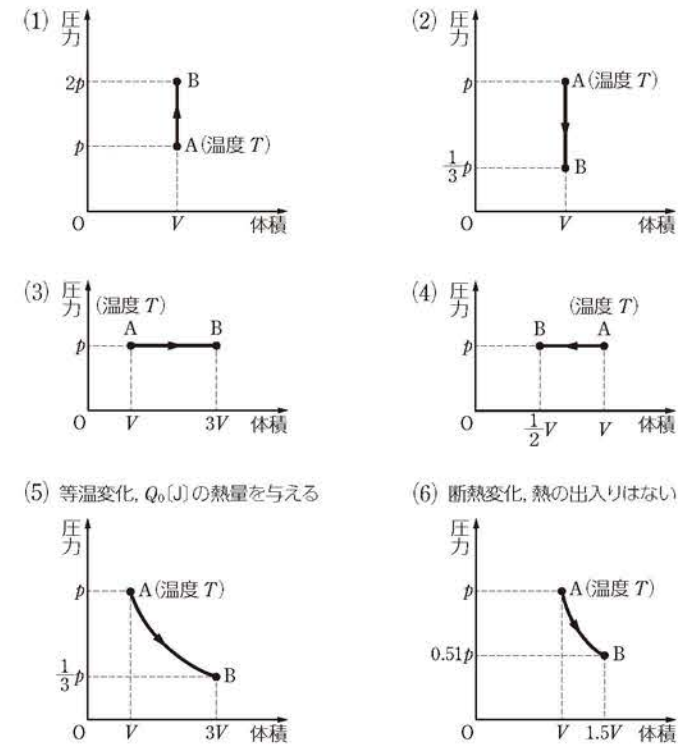 (1) 圧力
2p
B
p
A(温度 T)
O
V
体積
(2) 圧力
p
A(温度 T)
1/3 p
B
O
V
体積
(3) 圧力
(温度 T)
A
B
p
O
V
3V
体積
(4) 圧力
(温度 T)
B
A
p
O
1/2 V
V
体積
(5) 等温変化, Q₀〔J〕の熱量を与える
圧力
p
A(温度 T)
1/3 p
B
O
V
3V
体積
(6) 断熱変化, 熱の出入りはない
圧力
p
A(温度 T)
0.51p
B
O
V
1.5V
体積